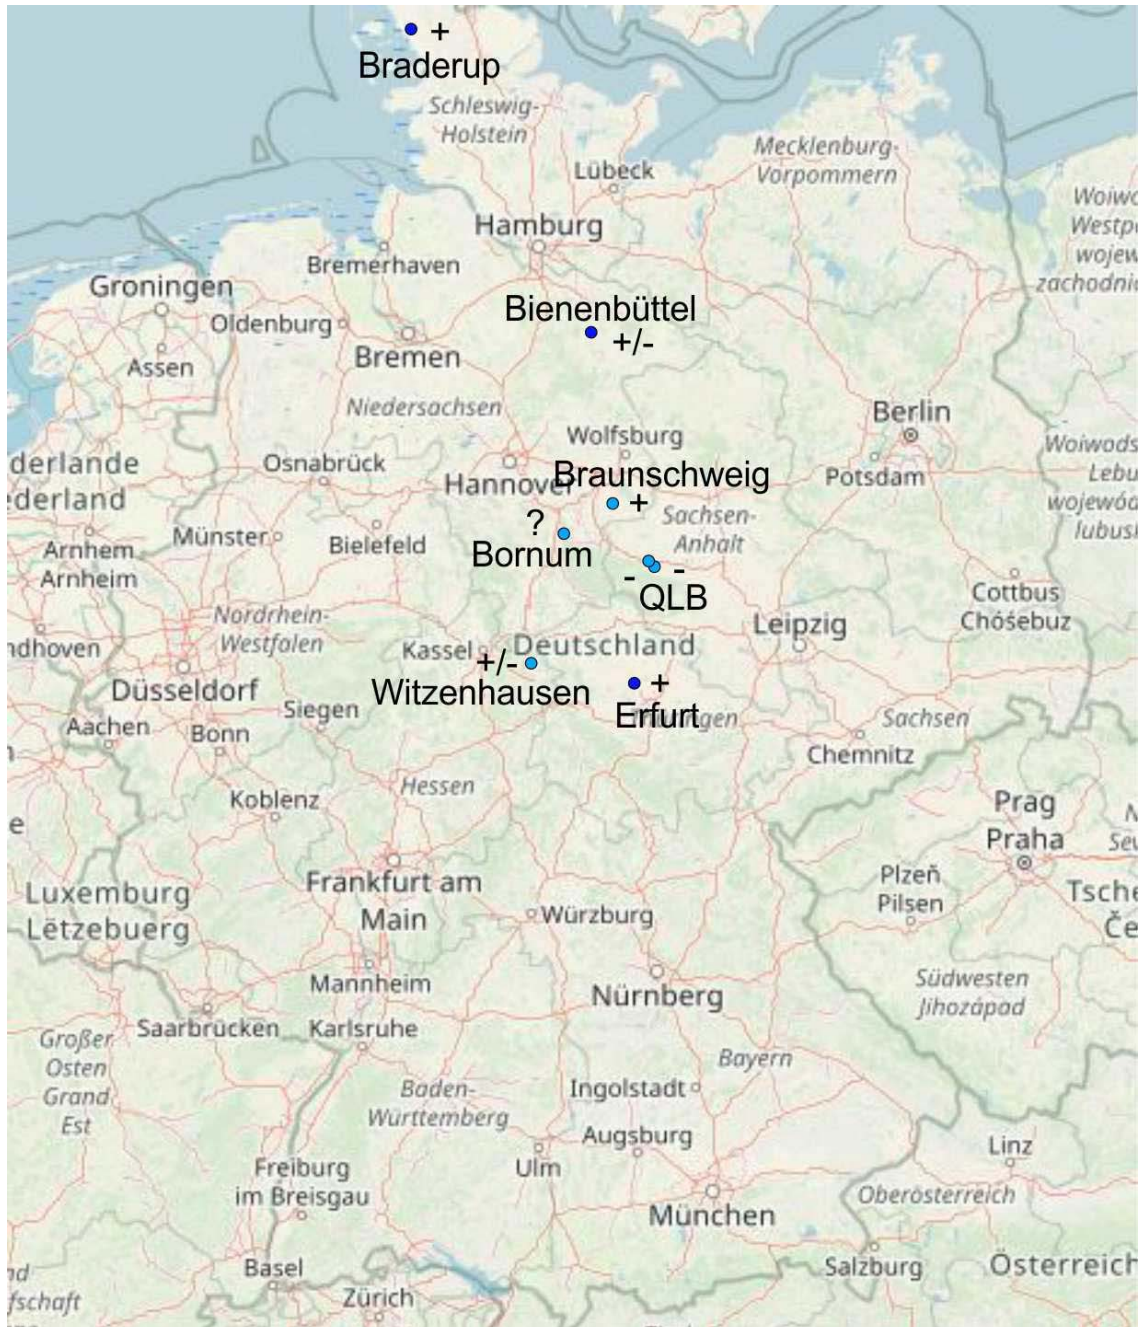 +
Braderup
Schleswig-
Holstein
Mecklenburg-
Vorpommern
Lübeck
Hamburg
Bremerhaven
Groningen
Oldenburg
Bienenbüttel
+/-
Bremen
Assen
Niedersachsen
Berlin
Wolfsburg
Osnabrück
Hannover
Braunschweig
Potsdam
+
Sachsen-
Anhalt
?
Bornum
Münster
Bielefeld
Arnhem
Arnheim
- -
QLB
Cottbus
Chóśebuz
Nordrhein-
Westfalen
Leipzig
Kassel
Deutschland
+/-
Witzenhausen
+
Erfurt
Düsseldorf
Siegen
Sachsen
Aachen
Bonn
Chemnitz
Hessen
Koblenz
Prag
Praha
Plzeň
Pilsen
Luxemburg
Lëtzebuerg
Frankfurt am
Main
Würzburg
Mannheim
Nürnberg
Südwesten
Jihozápad
Saarbrücken
Karlsruhe
Großer
Osten
Grand
Est
Bayern
Baden-
Württemberg
Ingolstadt
Augsburg
Ulm
Linz
Freiburg
im Breisgau
München
Oberösterreich
Basel
Salzburg
Österreich
Zürich